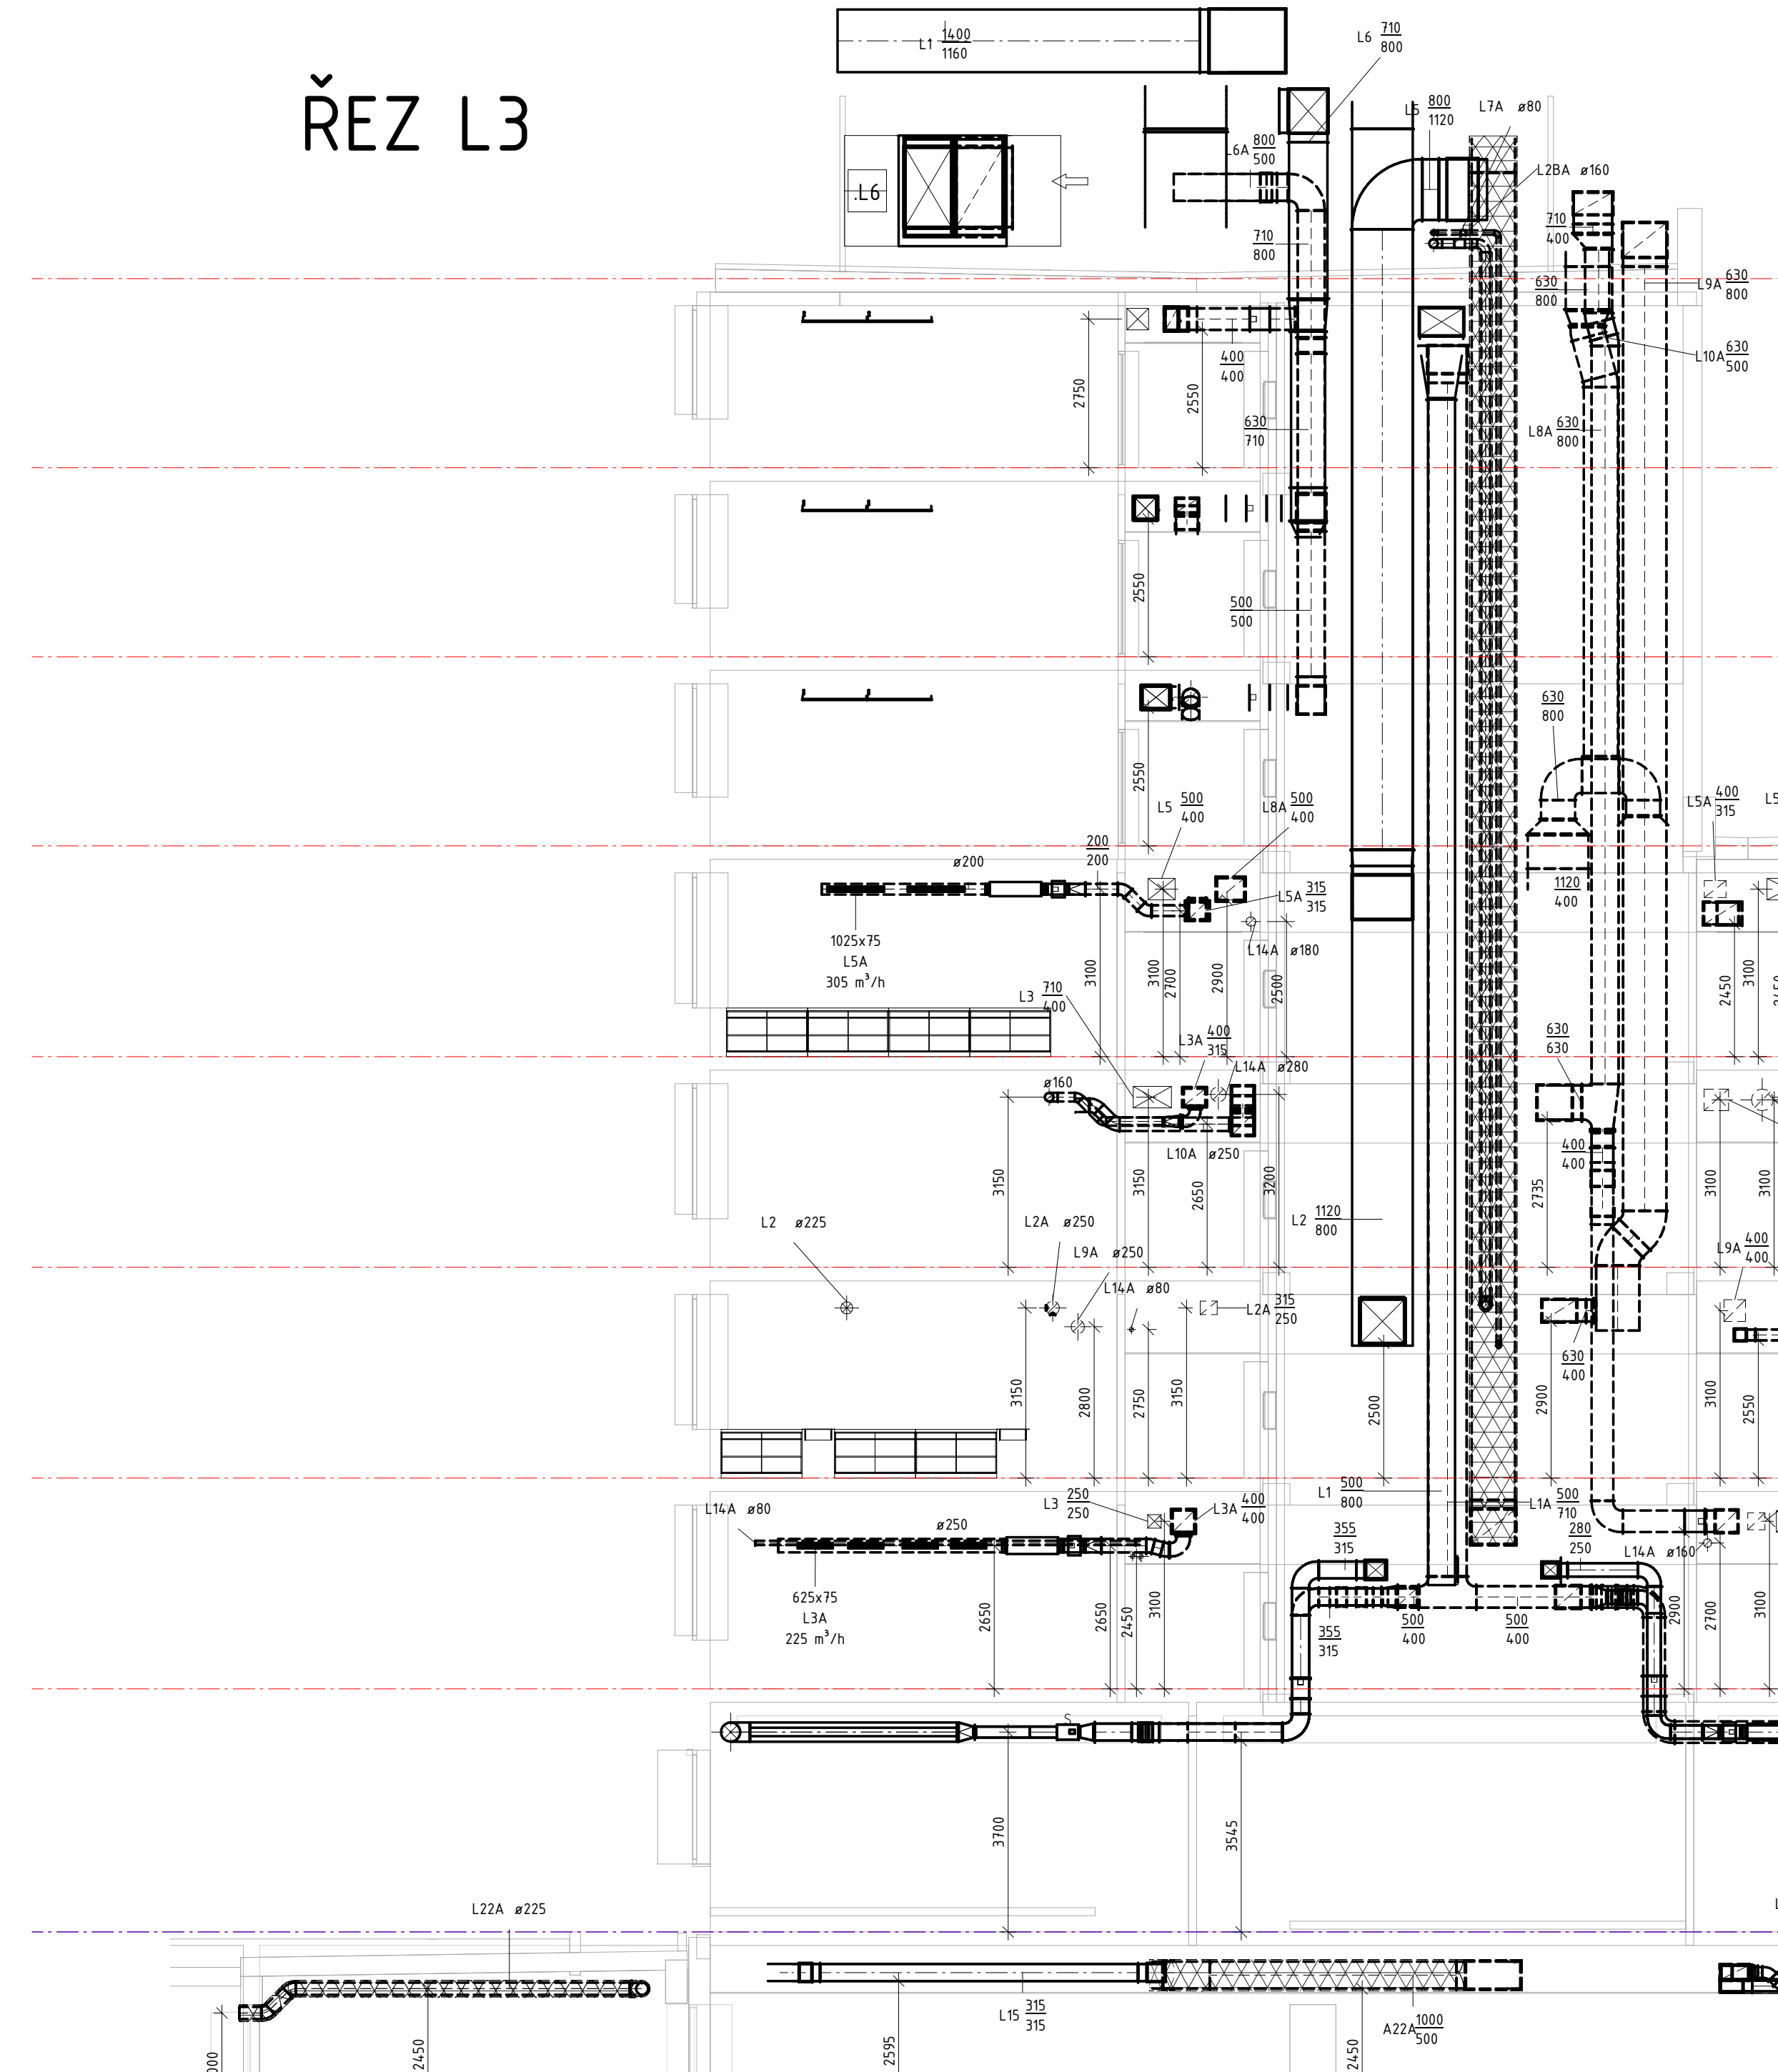 ŘEZ L3
L1 1400
1160
L6 710
800
L5 800
1120
L7A ø80
L6A 800
500
.L6
L2BA ø160
710
400
710
800
630
800
L9A 630
800
L10A 630
500
400
400
2750
2550
630
710
L8A 630
800
2550
500
500
2550
630
800
L5 500
400
L8A 500
400
L5A 400
315
L5
200
200
ø200
L5A 315
315
1120
400
1025x75
L5A
305 m³/h
L14A ø180
3100
3100
2700
2900
2500
2450
3100
L3 710
400
L3A 400
315
L14A ø280
630
630
ø160
L10A ø250
400
400
3150
3150
2650
3200
2735
3100
3100
L2 ø225
L2A ø250
L9A ø250
L14A ø80
L2 1120
800
L9A 400
400
L2A 315
250
630
400
3150
2800
2750
3150
2500
2900
3100
2550
L14A ø80
L3 250
250
L3A 400
400
L1 500
800
L1A 500
710
ø250
355
315
280
250
L14A ø160
625x75
L3A
225 m³/h
2650
2650
2450
3100
355
315
500
400
500
400
2900
2700
3100
S
3700
3545
L22A ø225
L15 315
315
A22A 1000
500
2450
2595
2450